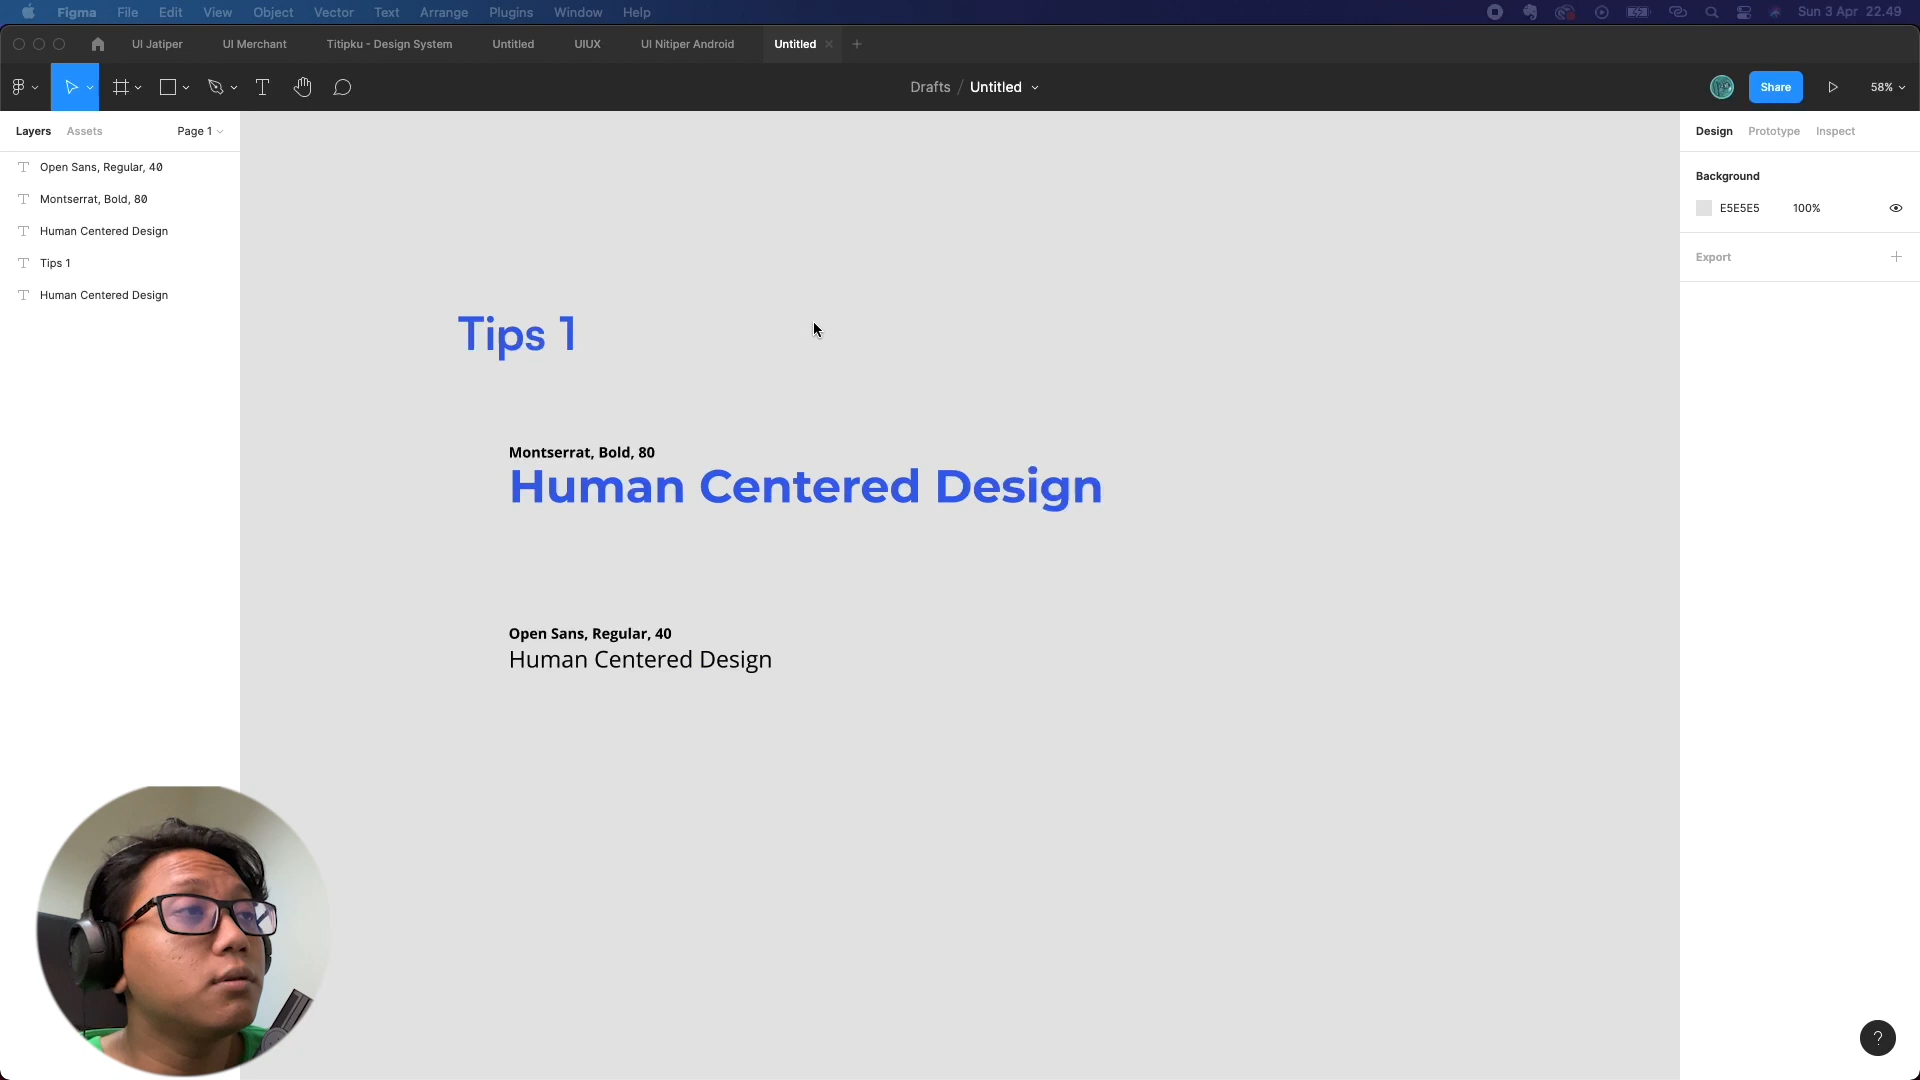 Figma File Edit View Object Vector Text Arrange Plugins Window Help Sun 3 Apr 22.49
UI Jatiper UI Merchant Titipku - Design System Untitled UIUX UI Nitiper Android Untitled
Drafts / Untitled Share 58%
Layers Assets Page 1
Open Sans, Regular, 40
Montserrat, Bold, 80
Human Centered Design
Tips 1
Human Centered Design
Tips 1
Montserrat, Bold, 80
Human Centered Design
Open Sans, Regular, 40
Human Centered Design
Design Prototype Inspect
Background
E5E5E5 100%
Export
?